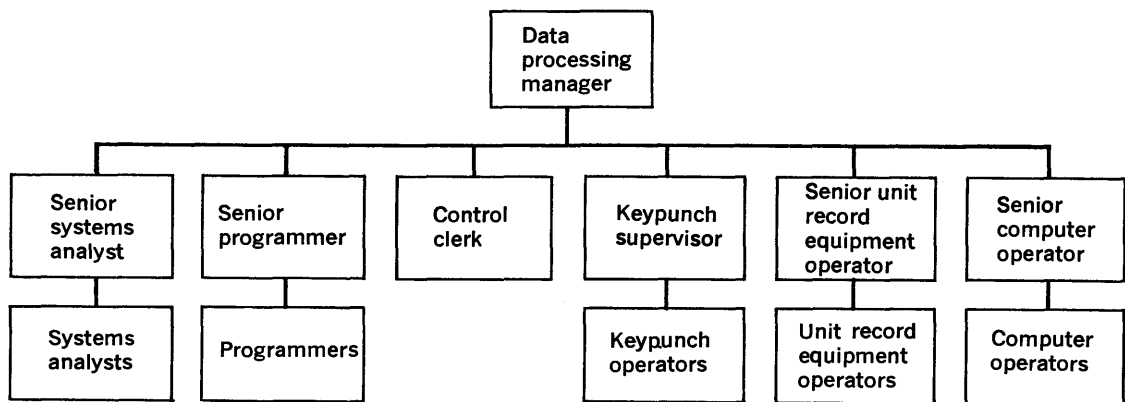 Data
processing
manager
Senior
systems
analyst
Senior
programmer
Control
clerk
Keypunch
supervisor
Senior unit
record
equipment
operator
Senior
computer
operator
Systems
analysts
Programmers
Keypunch
operators
Unit record
equipment
operators
Computer
operators